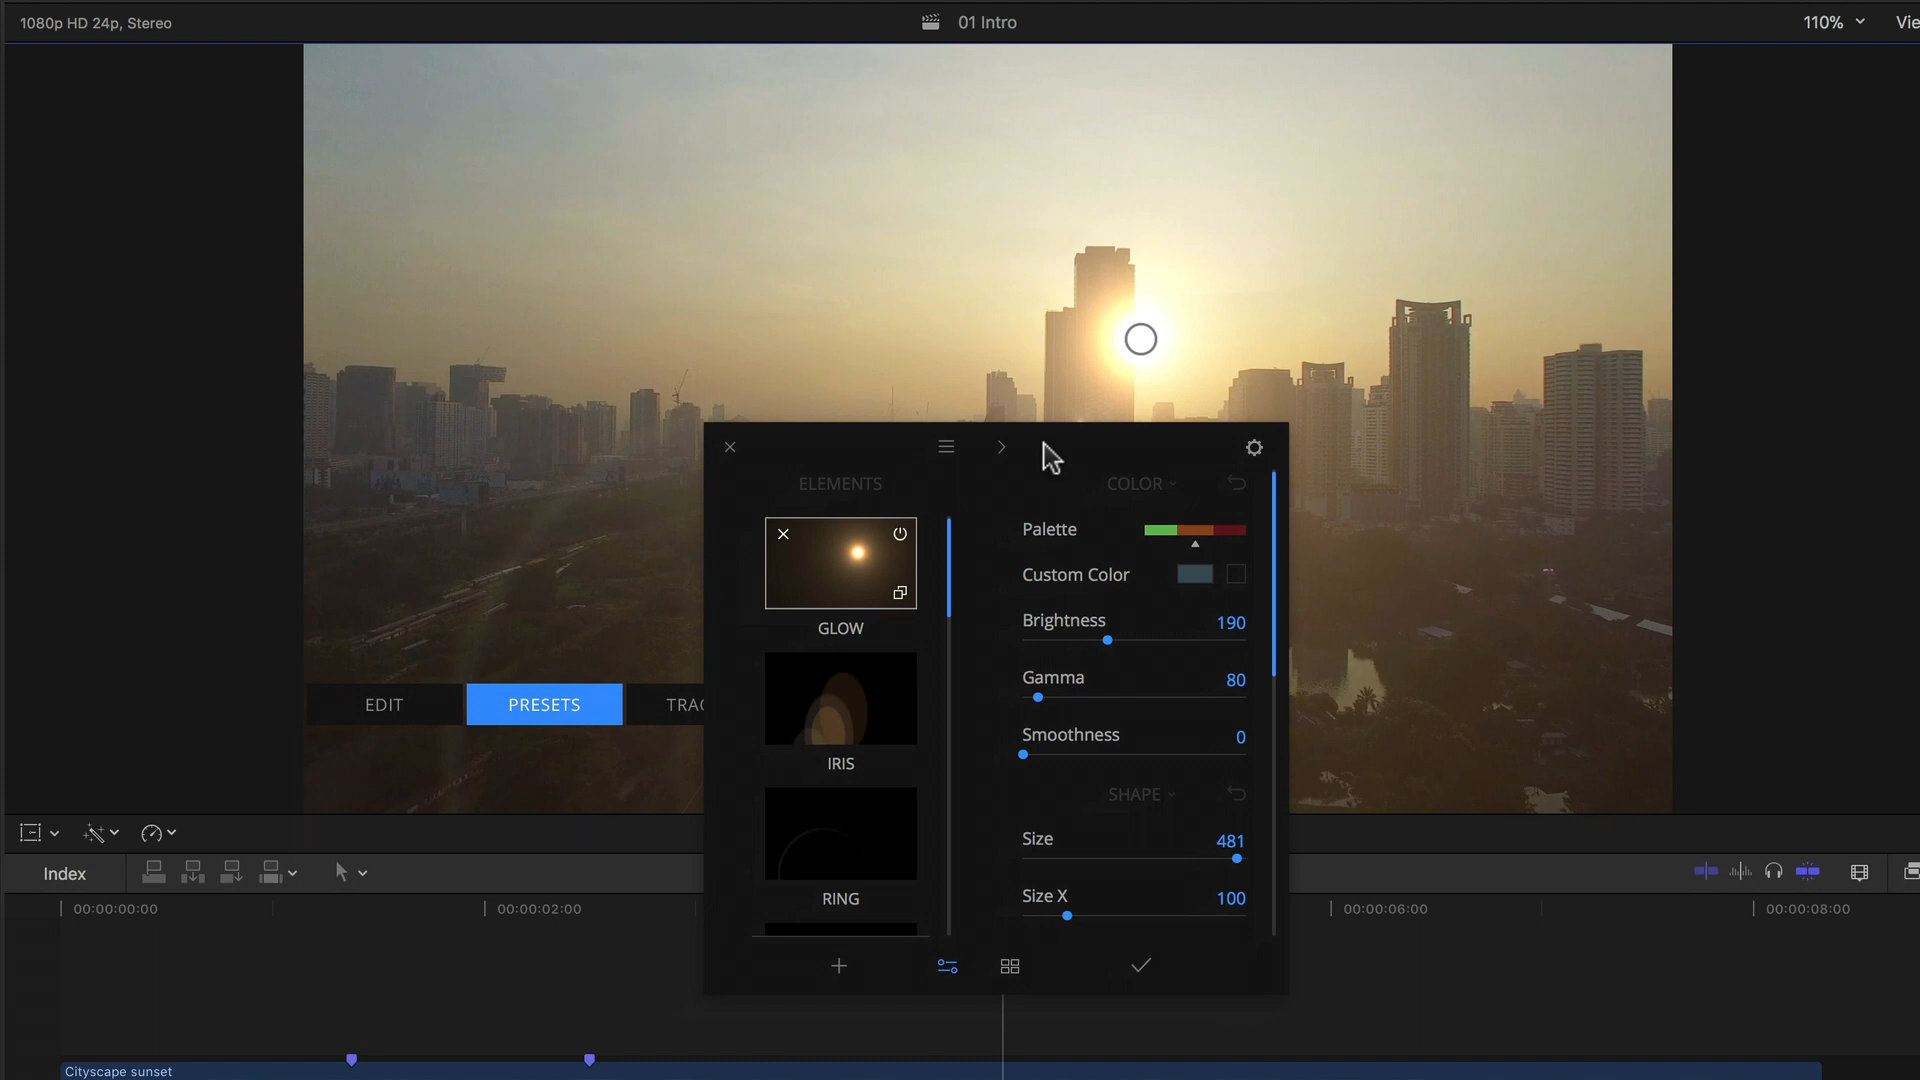 1080p HD 24p, Stereo
01 Intro
110%
Vie
ELEMENTS
COLOR
Palette
Custom Color
GLOW
Brightness 190
Gamma 80
EDIT
PRESETS
TRAC
Smoothness 0
IRIS
SHAPE
Size 481
Index
RING
Size X 100
00:00:00:00
00:00:02:00
00:00:06:00
00:00:08:00
Cityscape sunset